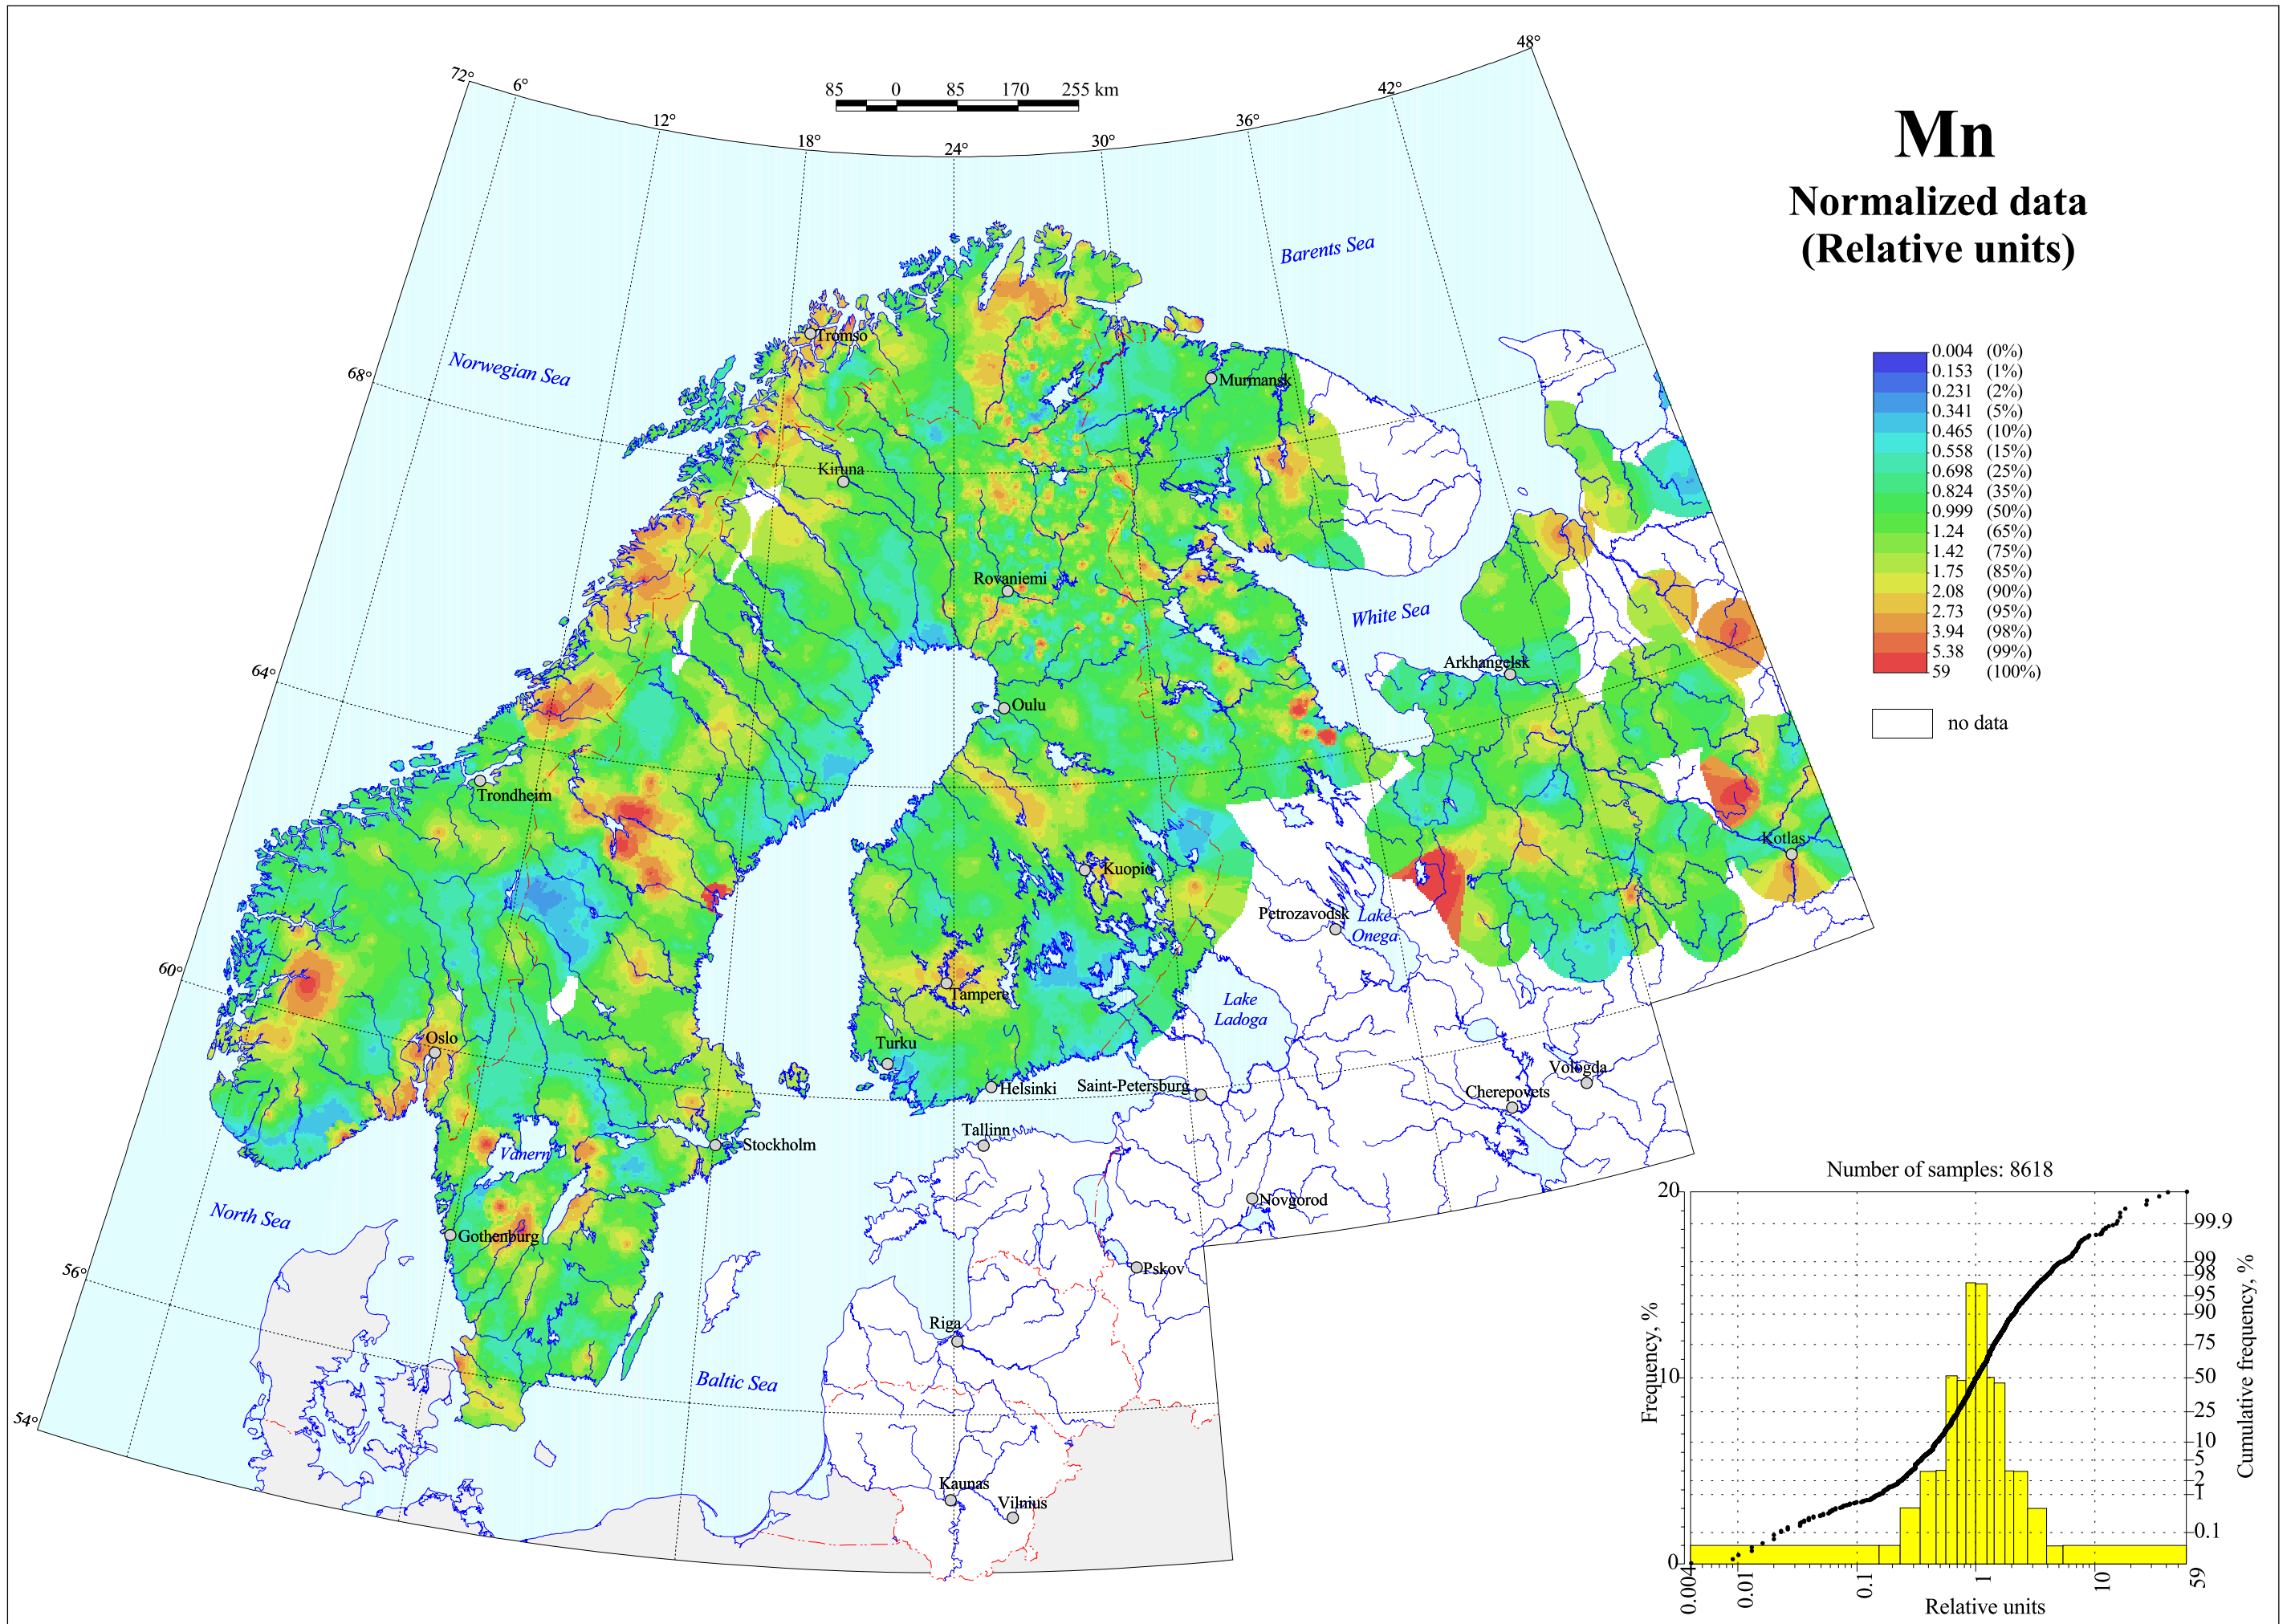 Mn
Normalized data
(Relative units)
72°
6°
12°
18°
24°
30°
36°
42°
48°
68°
64°
60°
56°
54°
85 0 85 170 255 km
Barents Sea
Norwegian Sea
Tromso
Murmansk
Kiruna
Rovaniemi
White Sea
Arkhangelsk
Oulu
Trondheim
Kotlas
Kuopio
Petrozavodsk
Lake
Onega
Tampere
Lake
Ladoga
Oslo
Turku
Helsinki
Saint-Petersburg
Vologda
Cherepovets
Tallinn
Stockholm
Vanern
Novgorod
North Sea
Gothenburg
Pskov
Riga
Baltic Sea
Kaunas
Vilnius
0.004 (0%)
0.153 (1%)
0.231 (2%)
0.341 (5%)
0.465 (10%)
0.558 (15%)
0.698 (25%)
0.824 (35%)
0.999 (50%)
1.24 (65%)
1.42 (75%)
1.75 (85%)
2.08 (90%)
2.73 (95%)
3.94 (98%)
5.38 (99%)
59 (100%)
no data
Number of samples: 8618
Frequency, %
20
10
0
Cumulative frequency, %
99.9
99
98
95
90
75
50
25
10
5
2
1
0.1
0.004
0.01
0.1
1
10
59
Relative units